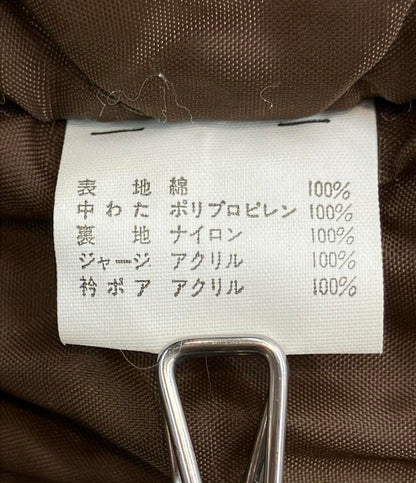 表 地 綿 100%
中わた ポリプロピレン 100%
裏 地 ナイロン 100%
ジャージ アクリル 100%
衿ボア アクリル 100%